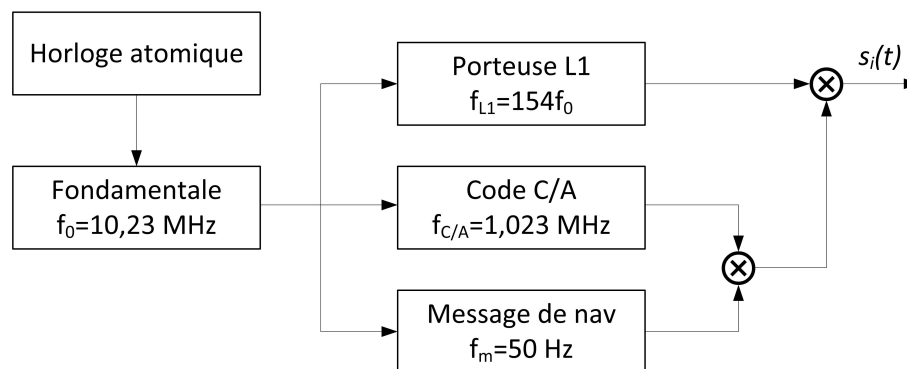 Horloge atomique
Fondamentale
f0=10,23 MHz
Porteuse L1
fL1=154f0
Code C/A
fC/A=1,023 MHz
Message de nav
fm=50 Hz
si(t)